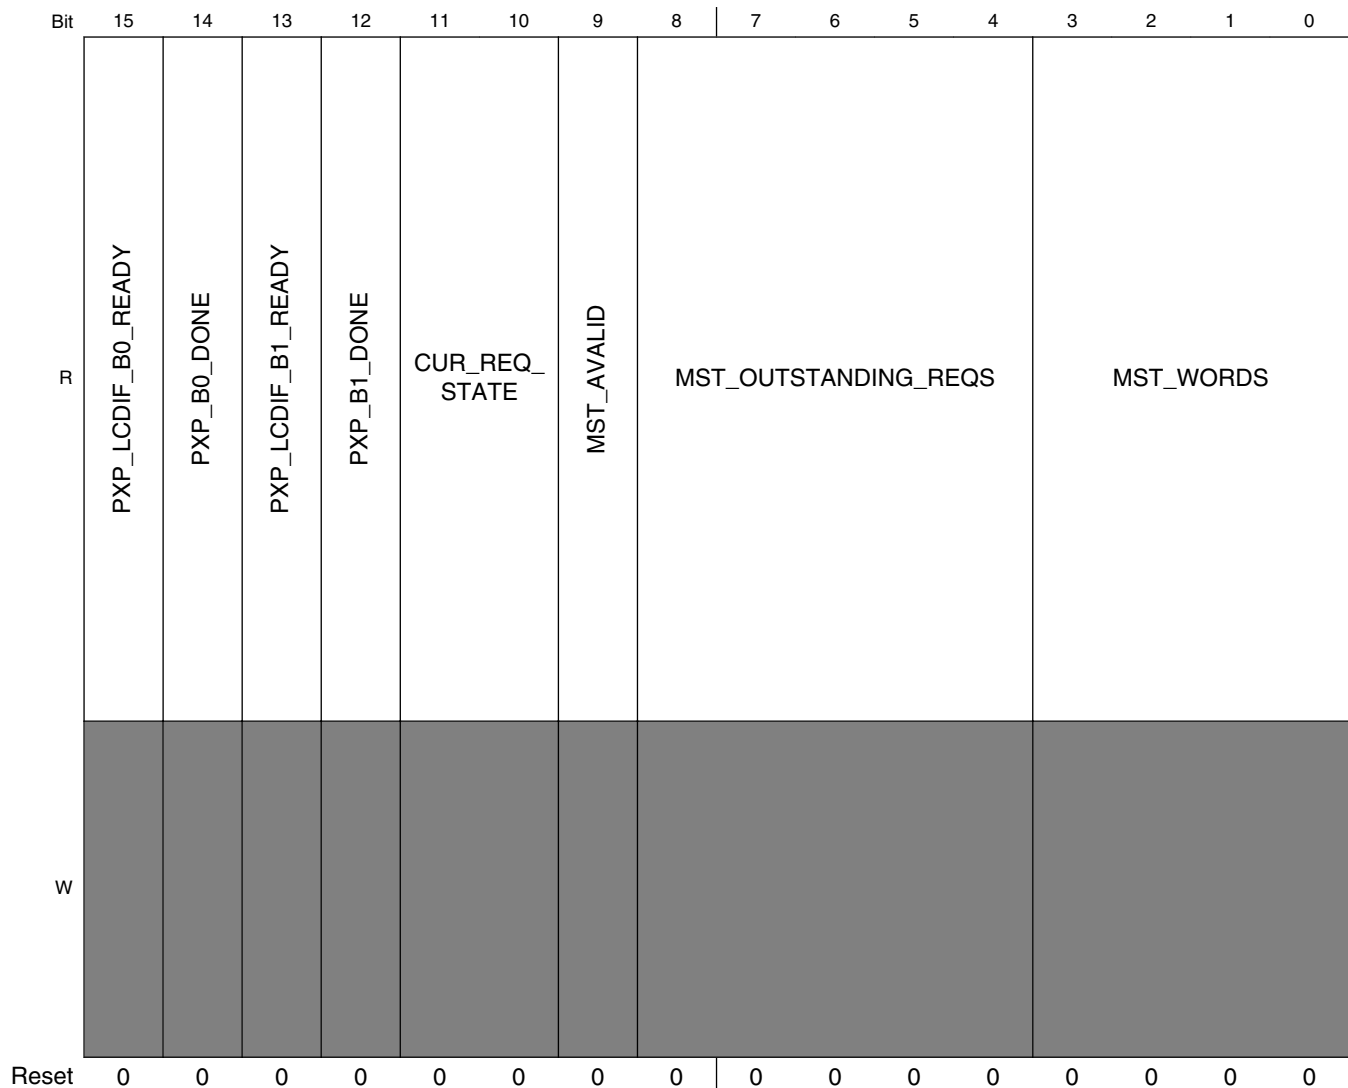 Bit 15 14 13 12 11 10 9 8 7 6 5 4 3 2 1 0
R
PXP_LCDIF_B0_READY
PXP_B0_DONE
PXP_LCDIF_B1_READY
PXP_B1_DONE
CUR_REQ_
STATE
MST_AVALID
MST_OUTSTANDING_REQS
MST_WORDS
W
Reset 0 0 0 0 0 0 0 0 0 0 0 0 0 0 0 0